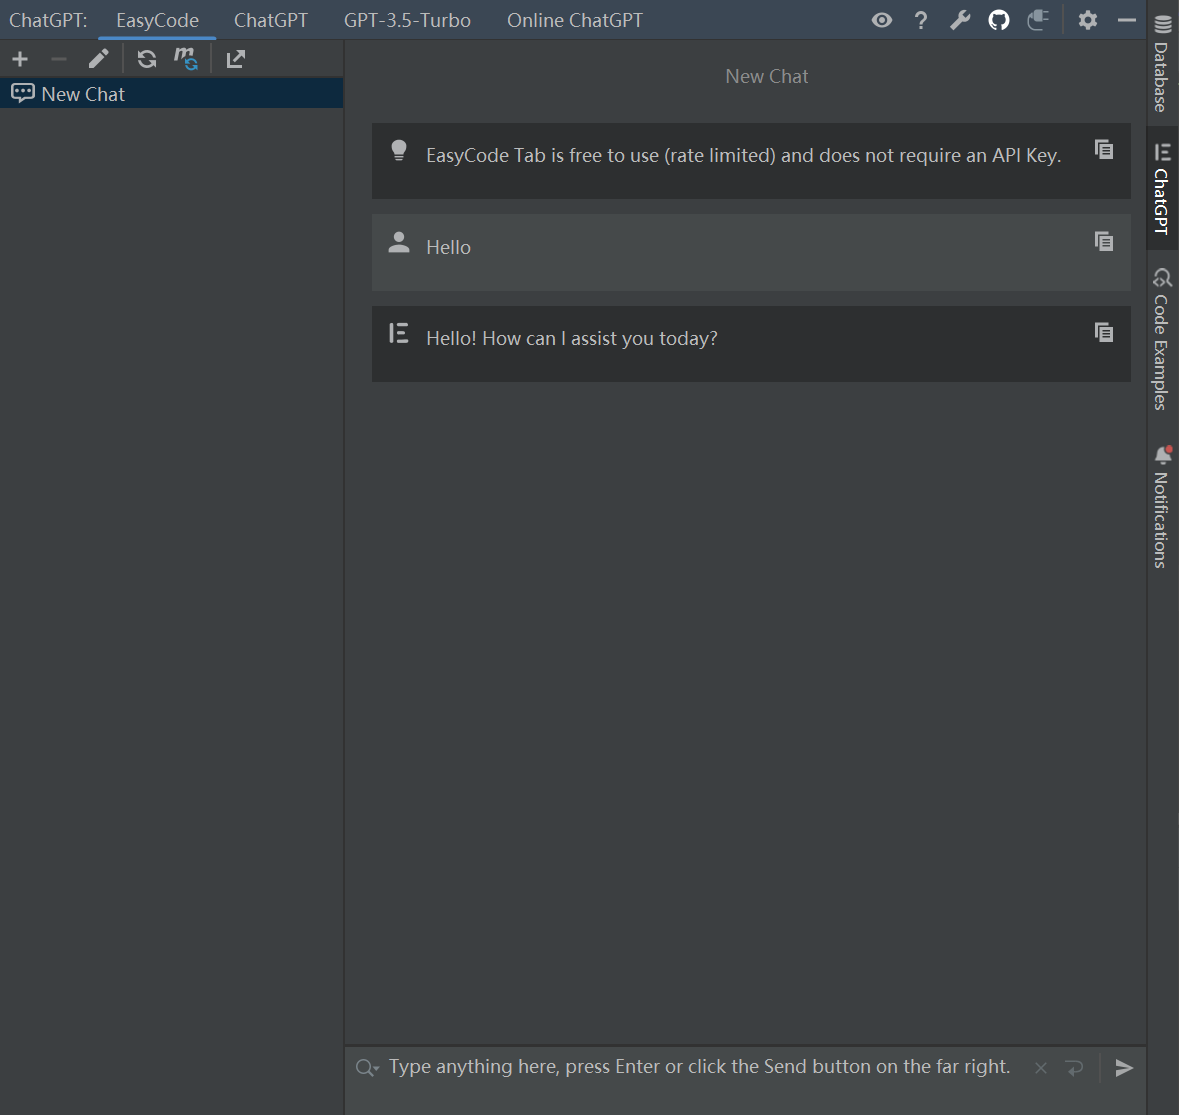 ChatGPT: EasyCode ChatGPT GPT-3.5-Turbo Online ChatGPT
New Chat
New Chat
EasyCode Tab is free to use (rate limited) and does not require an API Key.
Hello
Hello! How can I assist you today?
Type anything here, press Enter or click the Send button on the far right.
Database
ChatGPT
Code Examples
Notifications